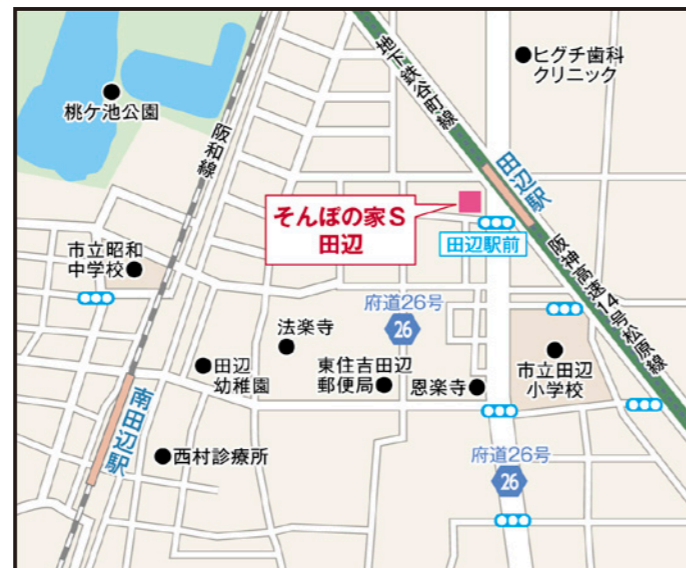 ヒグチ歯科
クリニック
地下鉄谷町線
桃ケ池公園
阪和線
田辺駅
そんぽの家S
田辺
田辺駅前
市立昭和
中学校
阪神高速14号松原線
府道26号
26
法楽寺
田辺
幼稚園
東住吉田辺
郵便局
恩楽寺
市立田辺
小学校
南田辺駅
西村診療所
府道26号
26